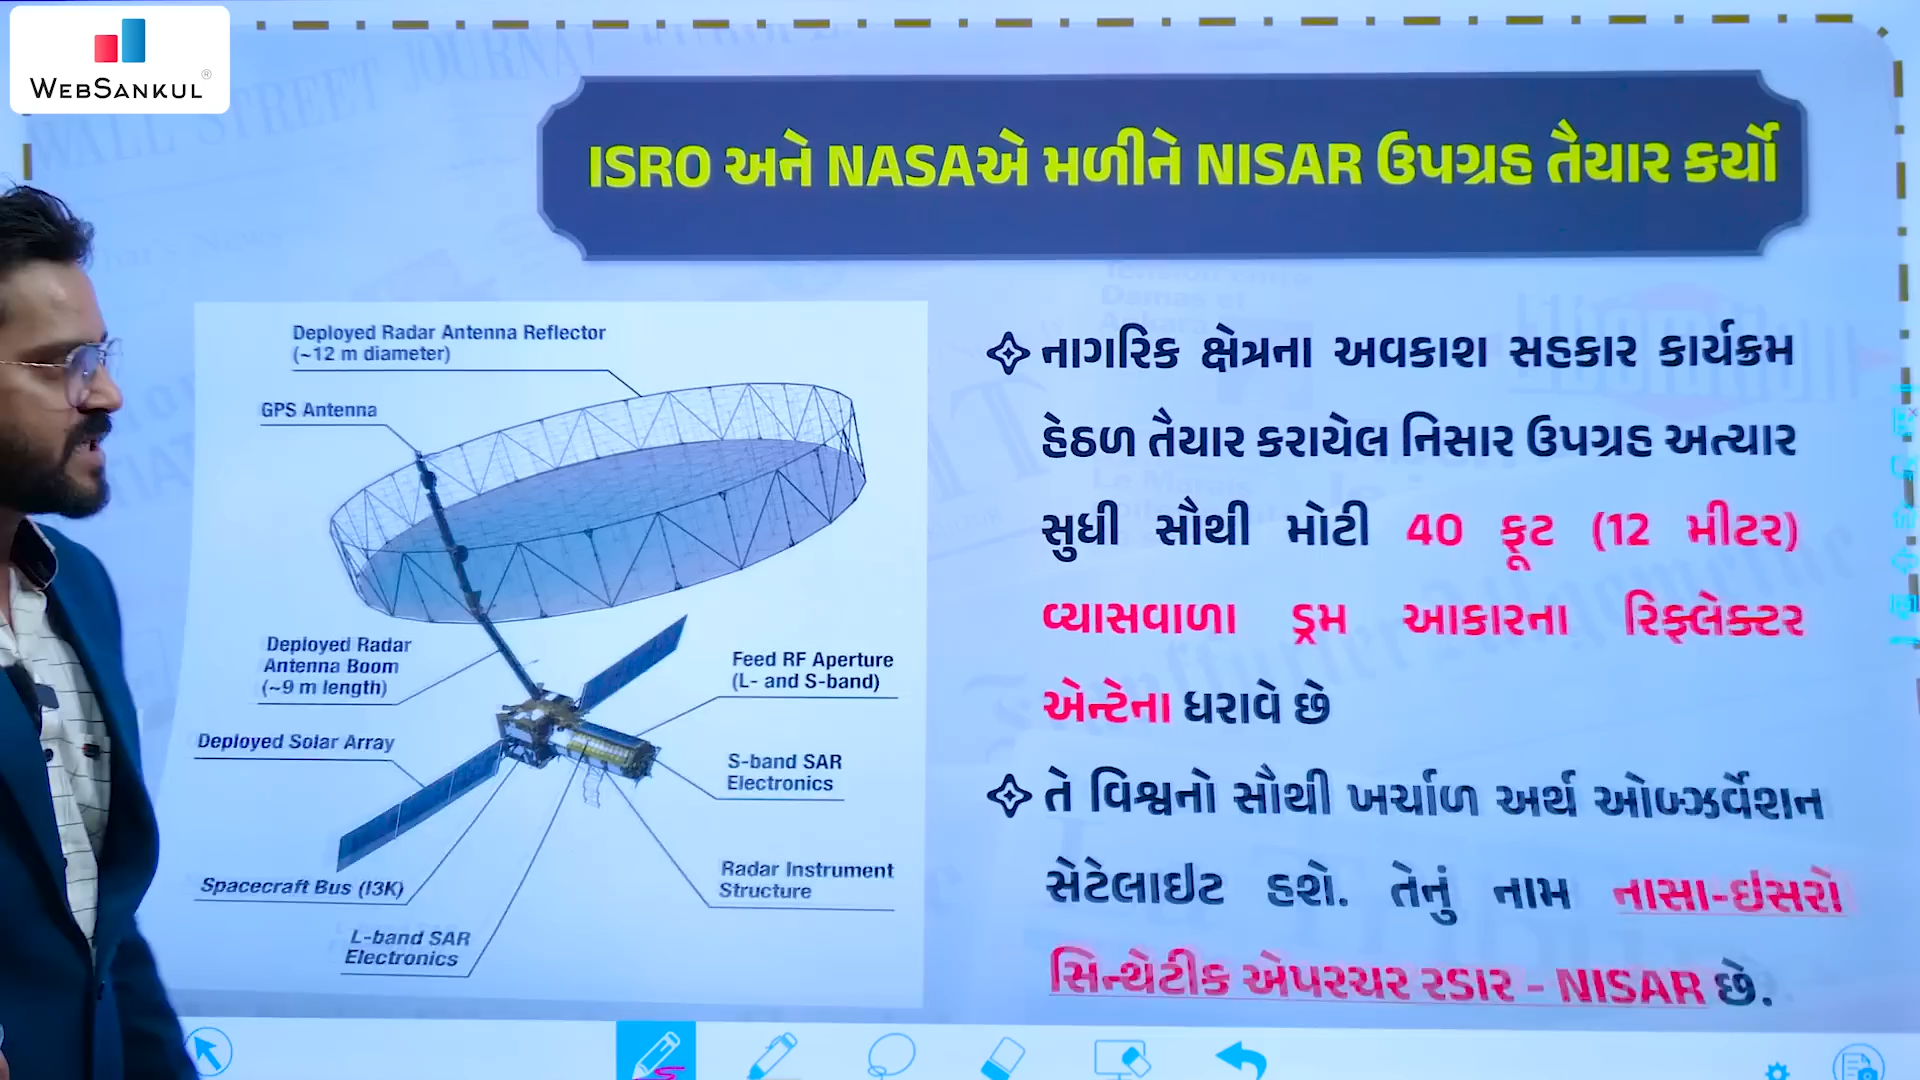 WEBSANKUL®
ISRO અને NASAએ મળીને NISAR ઉપગ્રહ તૈયાર કર્યો
Deployed Radar Antenna Reflector
(~12 m diameter)
GPS Antenna
Deployed Radar
Antenna Boom
(~9 m length)
Deployed Solar Array
Spacecraft Bus (I3K)
L-band SAR
Electronics
Feed RF Aperture
(L- and S-band)
S-band SAR
Electronics
Radar Instrument
Structure
નાગરિક ક્ષેત્રના અવકાશ સહકાર કાર્યક્રમ
હેઠળ તૈયાર કરાયેલ નિસાર ઉપગ્રહ અત્યાર
સુધી સૌથી મોટી 40 ફૂટ (12 મીટર)
વ્યાસવાળા ડ્રમ આકારના રિફ્લેક્ટર
એન્ટેના ધરાવે છે
તે વિશ્વનો સૌથી ખર્ચાળ અર્થ ઓબ્ઝર્વેશન
સેટેલાઇટ હશે. તેનું નામ નાસા-ઇસરો
સિન્થેટીક એપરચર રડાર - NISAR છે.